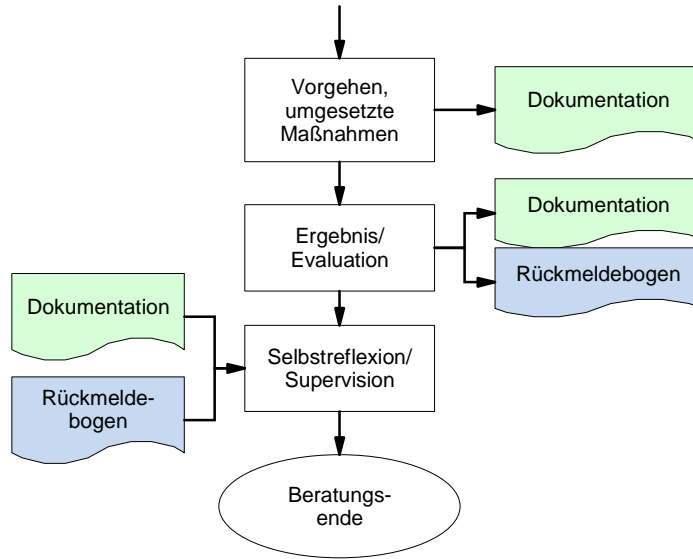 Vorgehen,
umgesetzte
Maßnahmen
Dokumentation
Ergebnis/
Evaluation
Dokumentation
Rückmeldebogen
Dokumentation
Rückmelde-
bogen
Selbstreflexion/
Supervision
Beratungs-
ende